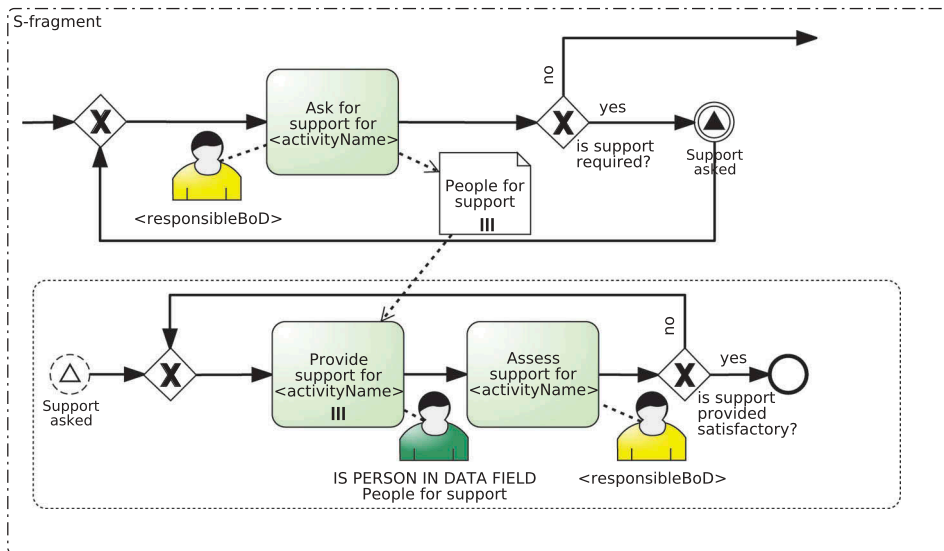 S-fragment
no
Ask for
support for
<activityName>
yes
is support
required?
Support
asked
People for
support
<responsibleBoD>
no
Provide
support for
<activityName>
Assess
support for
<activityName>
yes
Support
asked
is support
provided
satisfactory?
IS PERSON IN DATA FIELD
People for support
<responsibleBoD>